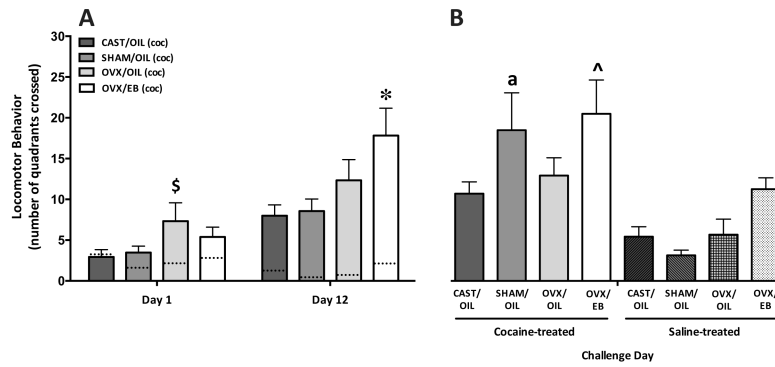 A
B
CAST/OIL (coc)
SHAM/OIL (coc)
OVX/OIL (coc)
OVX/EB (coc)
Locomotor Behavior
(number of quadrants crossed)
30
25
20
15
10
5
0
$
*
Day 1
Day 12
a
^
CAST/
OIL
SHAM/
OIL
OVX/
OIL
OVX/
EB
CAST/
OIL
SHAM/
OIL
OVX/
OIL
OVX/
EB
Cocaine-treated
Saline-treated
Challenge Day